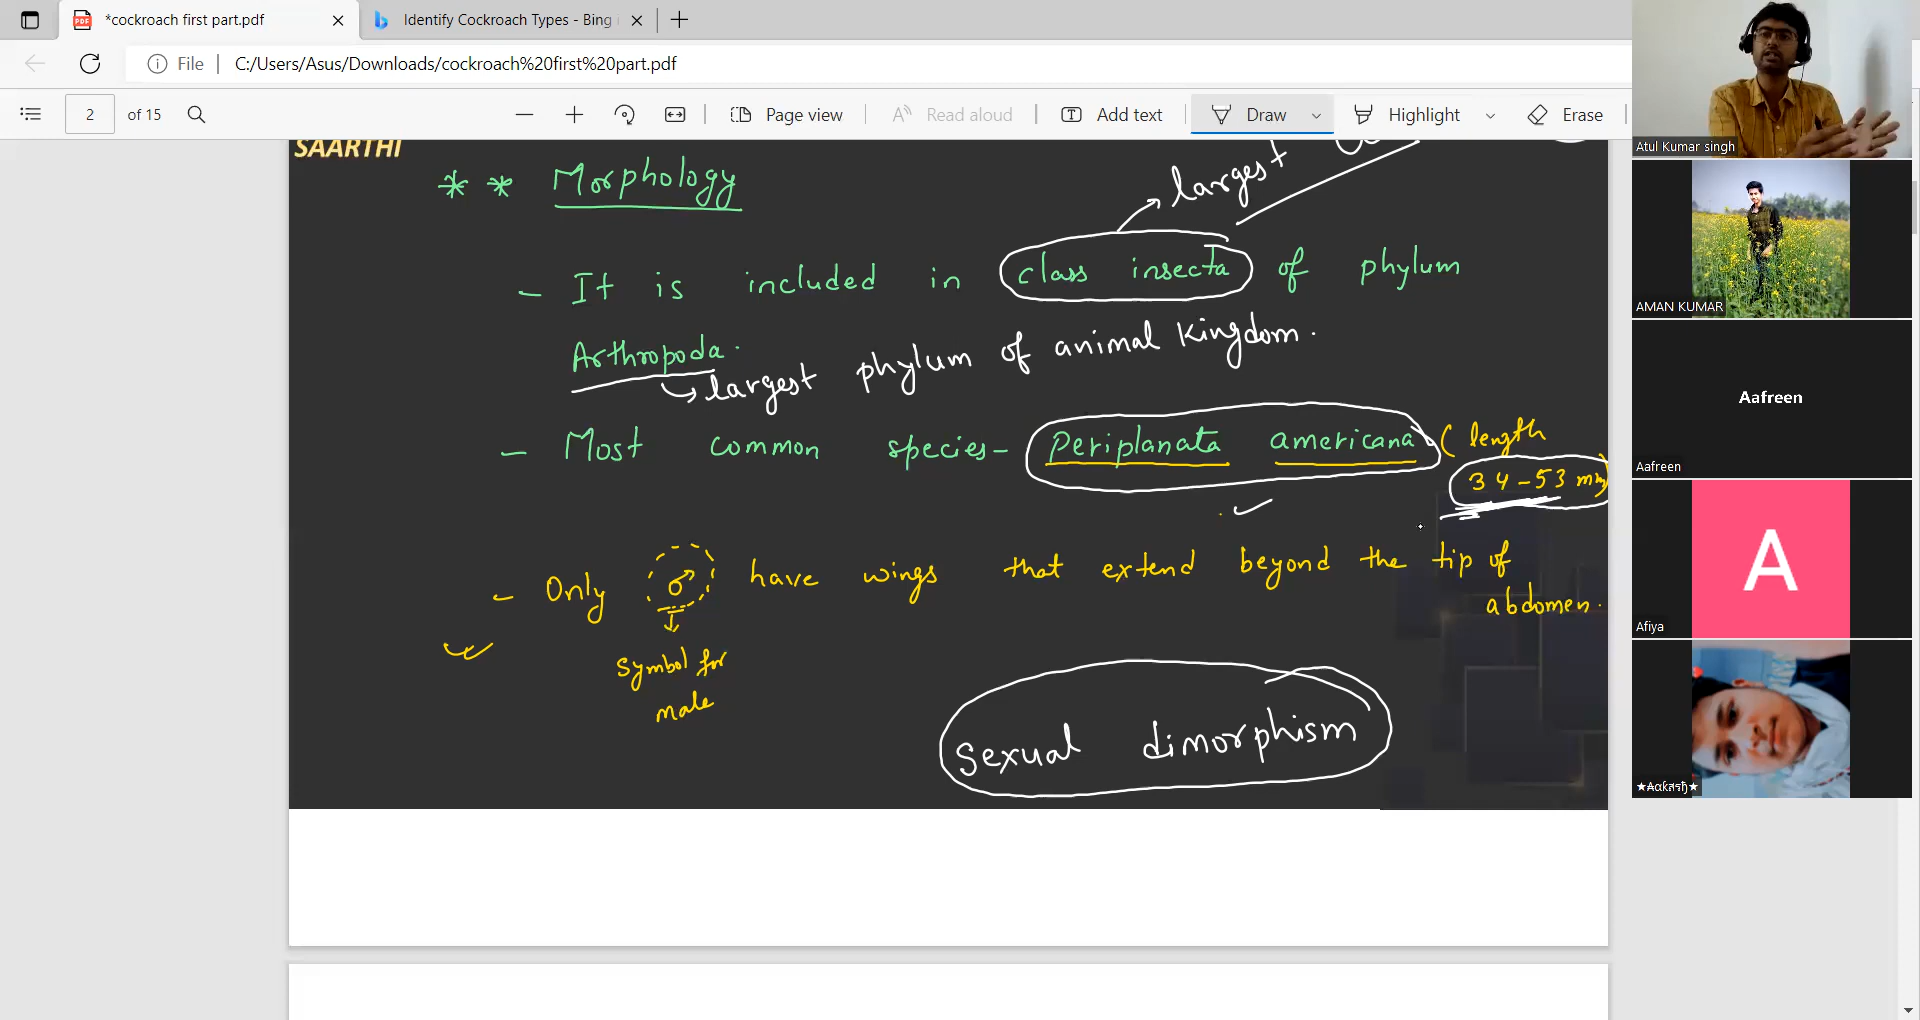 *cockroach first part.pdf
Identify Cockroach Types - Bing
File
C:/Users/Asus/Downloads/cockroach%20first%20part.pdf
2 of 15
Page view
Read aloud
Add text
Draw
Highlight
Erase
SAARTHI
** Morphology
largest
- It is included in class insecta of phylum
Arthropoda.
largest phylum of animal kingdom.
- Most common species - periplanata americana (length
34-53 mm)
- Only ♂ have wings that extend beyond the tip of
abdomen.
symbol for
male
sexual dimorphism
Atul Kumar singh
AMAN KUMAR
Aafreen
Aafreen
A
Afiya